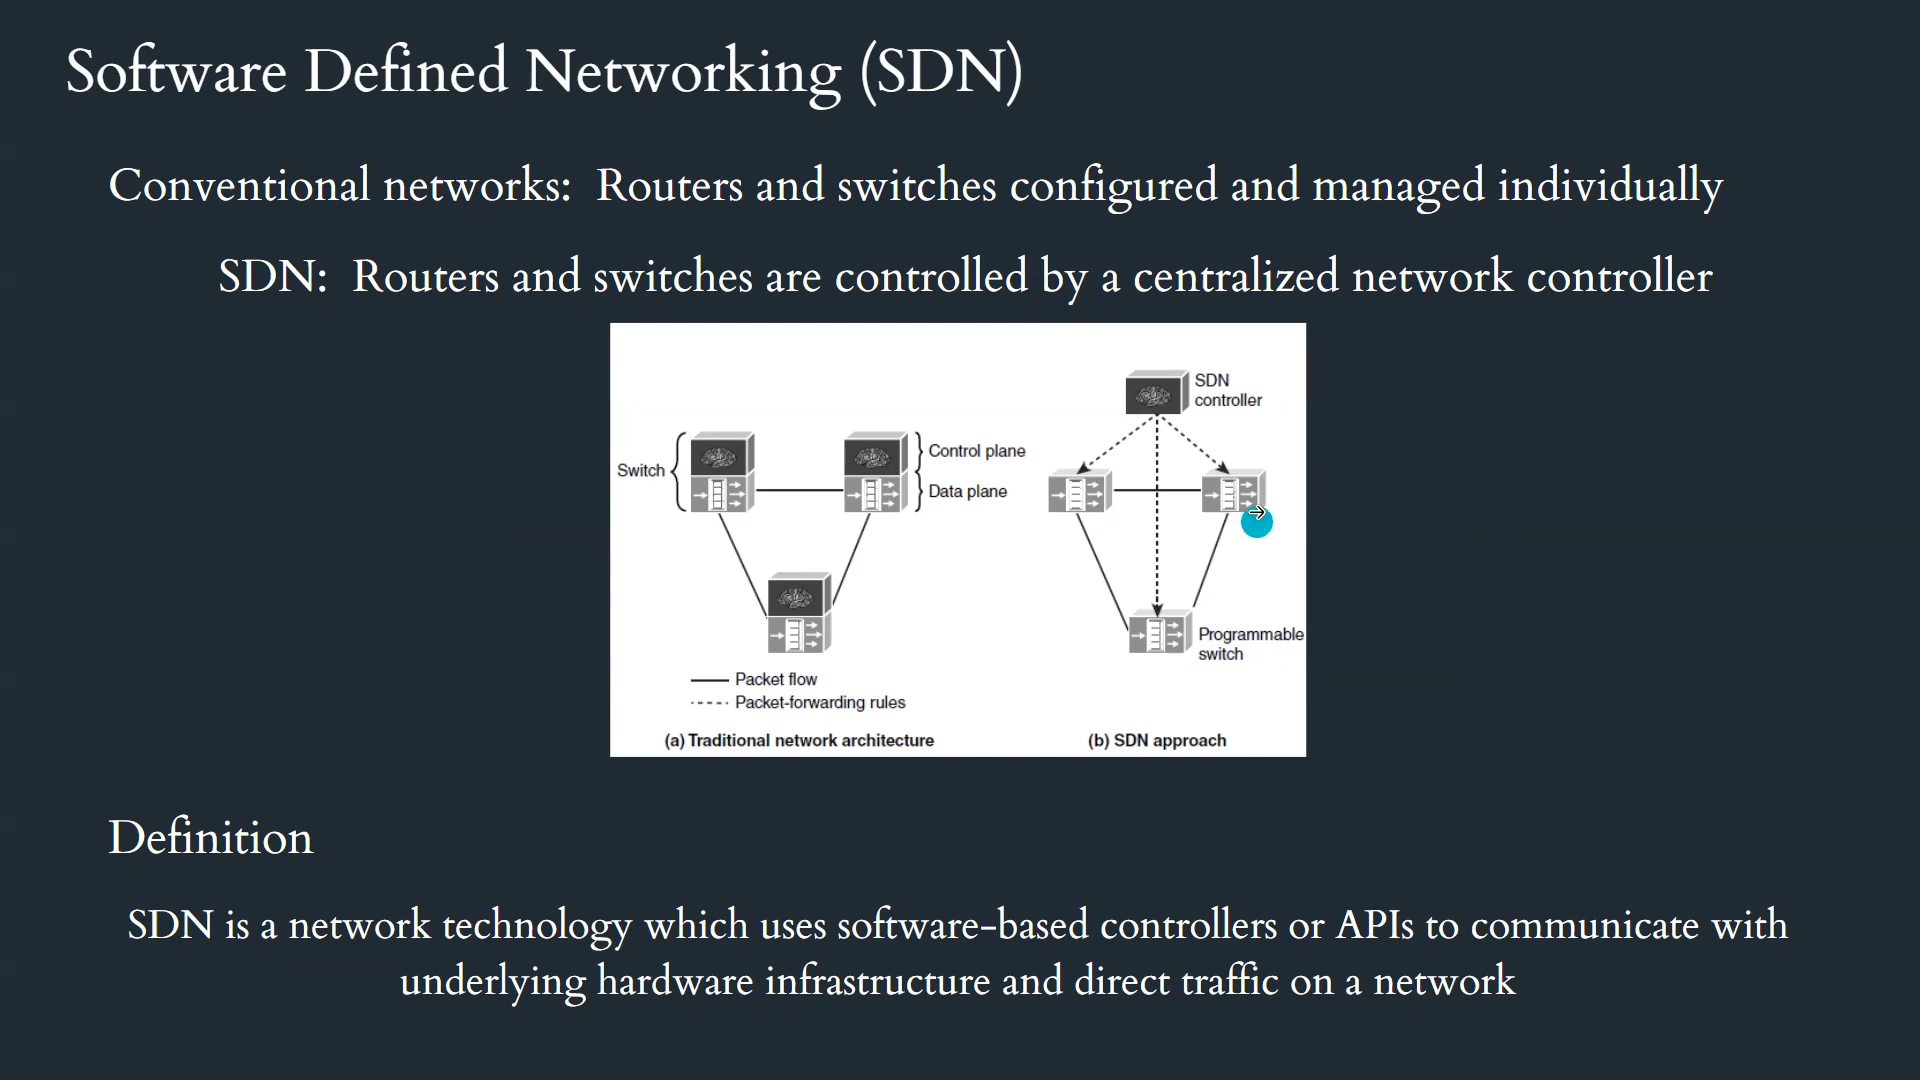 Software Defined Networking (SDN)
Conventional networks: Routers and switches configured and managed individually
SDN: Routers and switches are controlled by a centralized network controller
SDN
controller
Switch
Control plane
Data plane
Programmable
switch
Packet flow
Packet-forwarding rules
(a) Traditional network architecture
(b) SDN approach
Definition
SDN is a network technology which uses software-based controllers or APIs to communicate with
underlying hardware infrastructure and direct traffic on a network